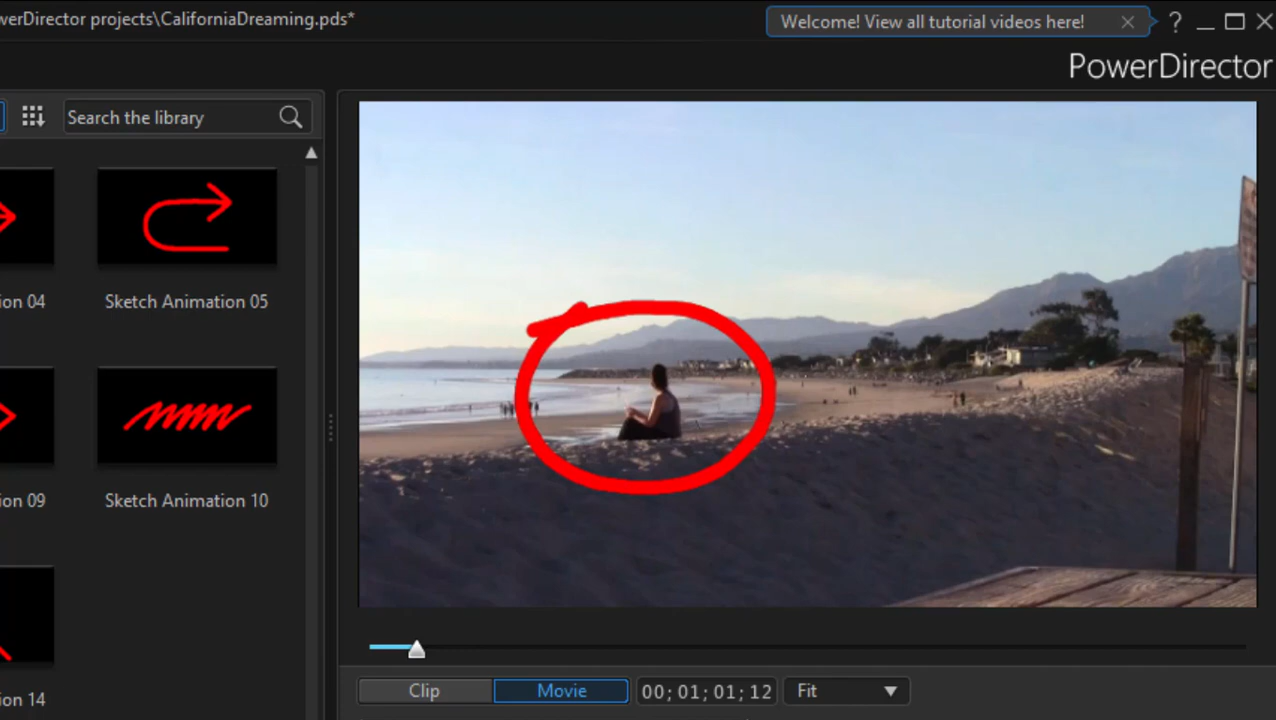 werDirector projects\CaliforniaDreaming.pds*
Welcome! View all tutorial videos here!
?
PowerDirector
Search the library
ion 04
Sketch Animation 05
ion 09
Sketch Animation 10
ion 14
Clip
Movie
00; 01; 01; 12
Fit